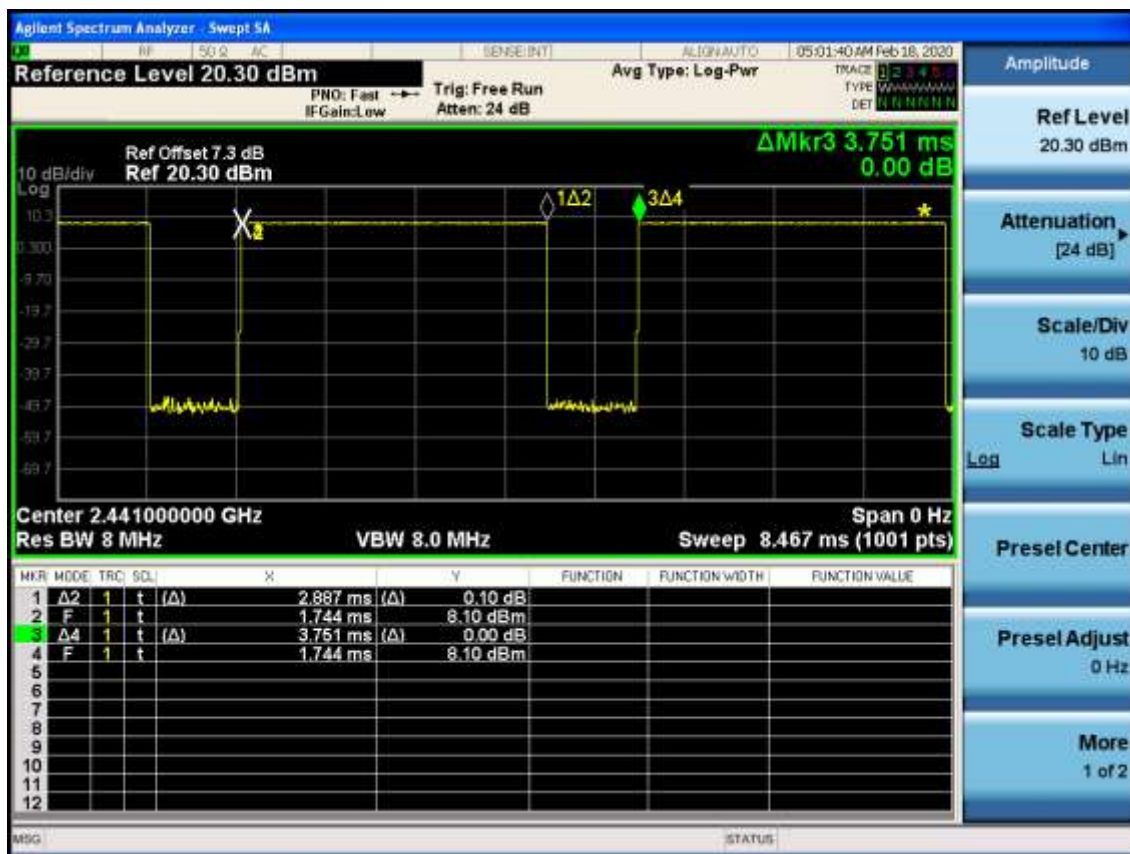 Agilent Spectrum Analyzer - Swept SA
RF 50 Ω AC SENSE:INT ALIGNAUTO 05:01:40 AM Feb 18, 2020
Reference Level 20.30 dBm
PNO: Fast
IFGain:Low
Trig: Free Run
Atten: 24 dB
Avg Type: Log-Pwr
TRACE 1 2 3 4 5 6
TYPE
DET N N N N N N
ΔMkr3 3.751 ms
0.00 dB
Ref Offset 7.3 dB
10 dB/div Ref 20.30 dBm
Log
10.3
0.300
-9.70
-19.7
-29.7
-39.7
-49.7
-59.7
-69.7
1Δ2
3Δ4
Center 2.441000000 GHz Span 0 Hz
Res BW 8 MHz VBW 8.0 MHz Sweep 8.467 ms (1001 pts)
MKR MODE TRC SCL X Y FUNCTION FUNCTION WIDTH FUNCTION VALUE
1 Δ2 1 t (Δ) 2.887 ms (Δ) 0.10 dB
2 F 1 t 1.744 ms 8.10 dBm
3 Δ4 1 t (Δ) 3.751 ms (Δ) 0.00 dB
4 F 1 t 1.744 ms 8.10 dBm
5
6
7
8
9
10
11
12
MSG STATUS
Amplitude
Ref Level
20.30 dBm
Attenuation
[24 dB]
Scale/Div
10 dB
Scale Type
Log Lin
Presel Center
Presel Adjust
0 Hz
More
1 of 2